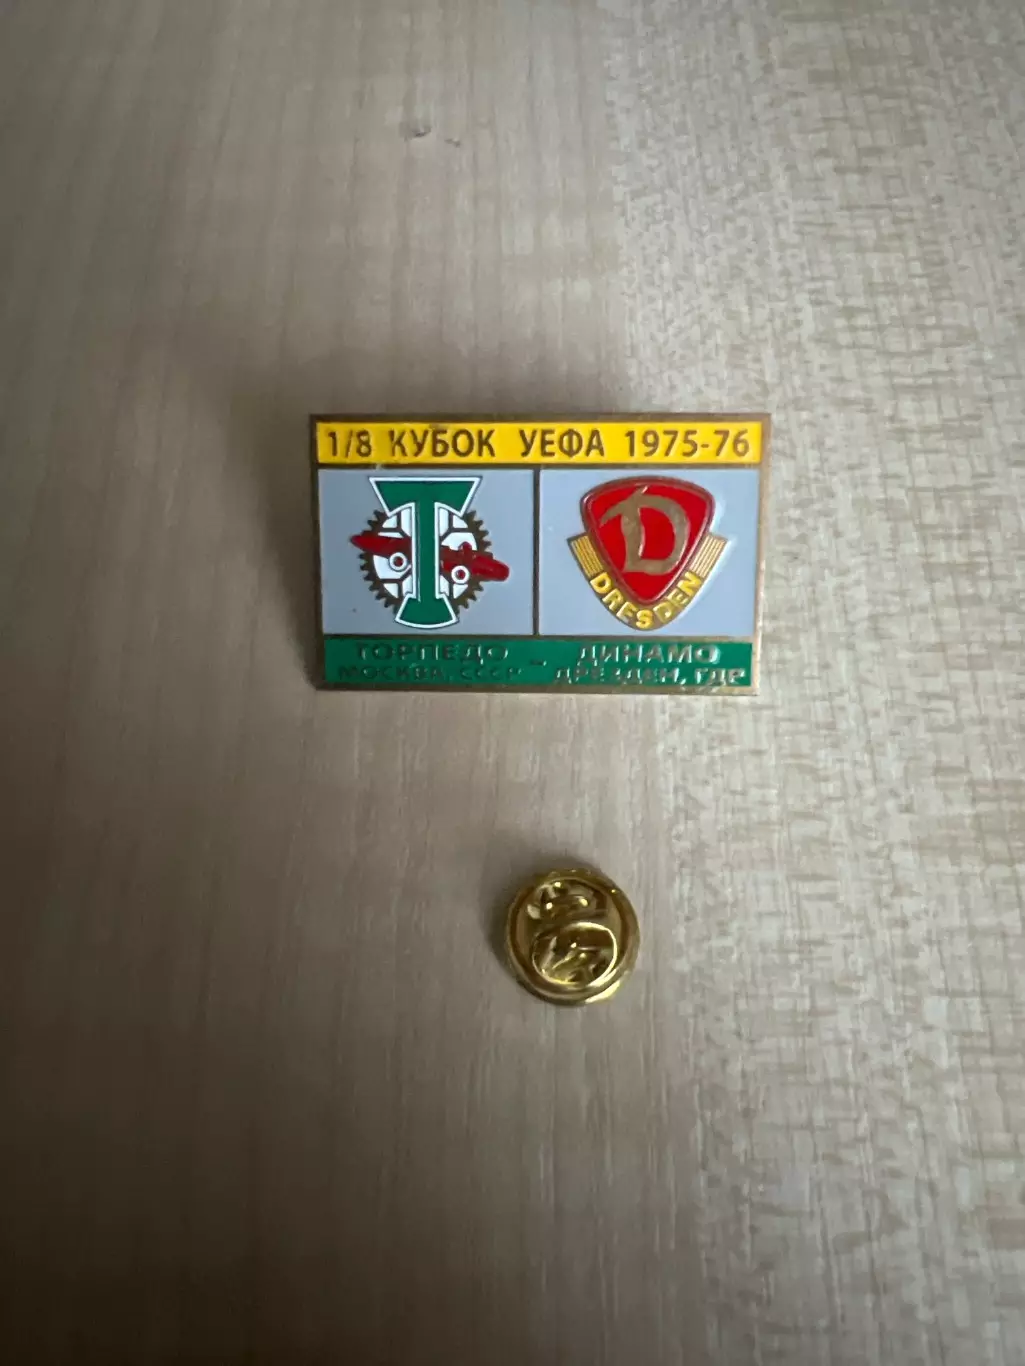 1/8 КУБОК УЕФА 1975-76
Т
D
DRESDEN
ТОРПЕДО - ДИНАМО
МОСКВА, СССР ДРЕЗДЕН, ГДР